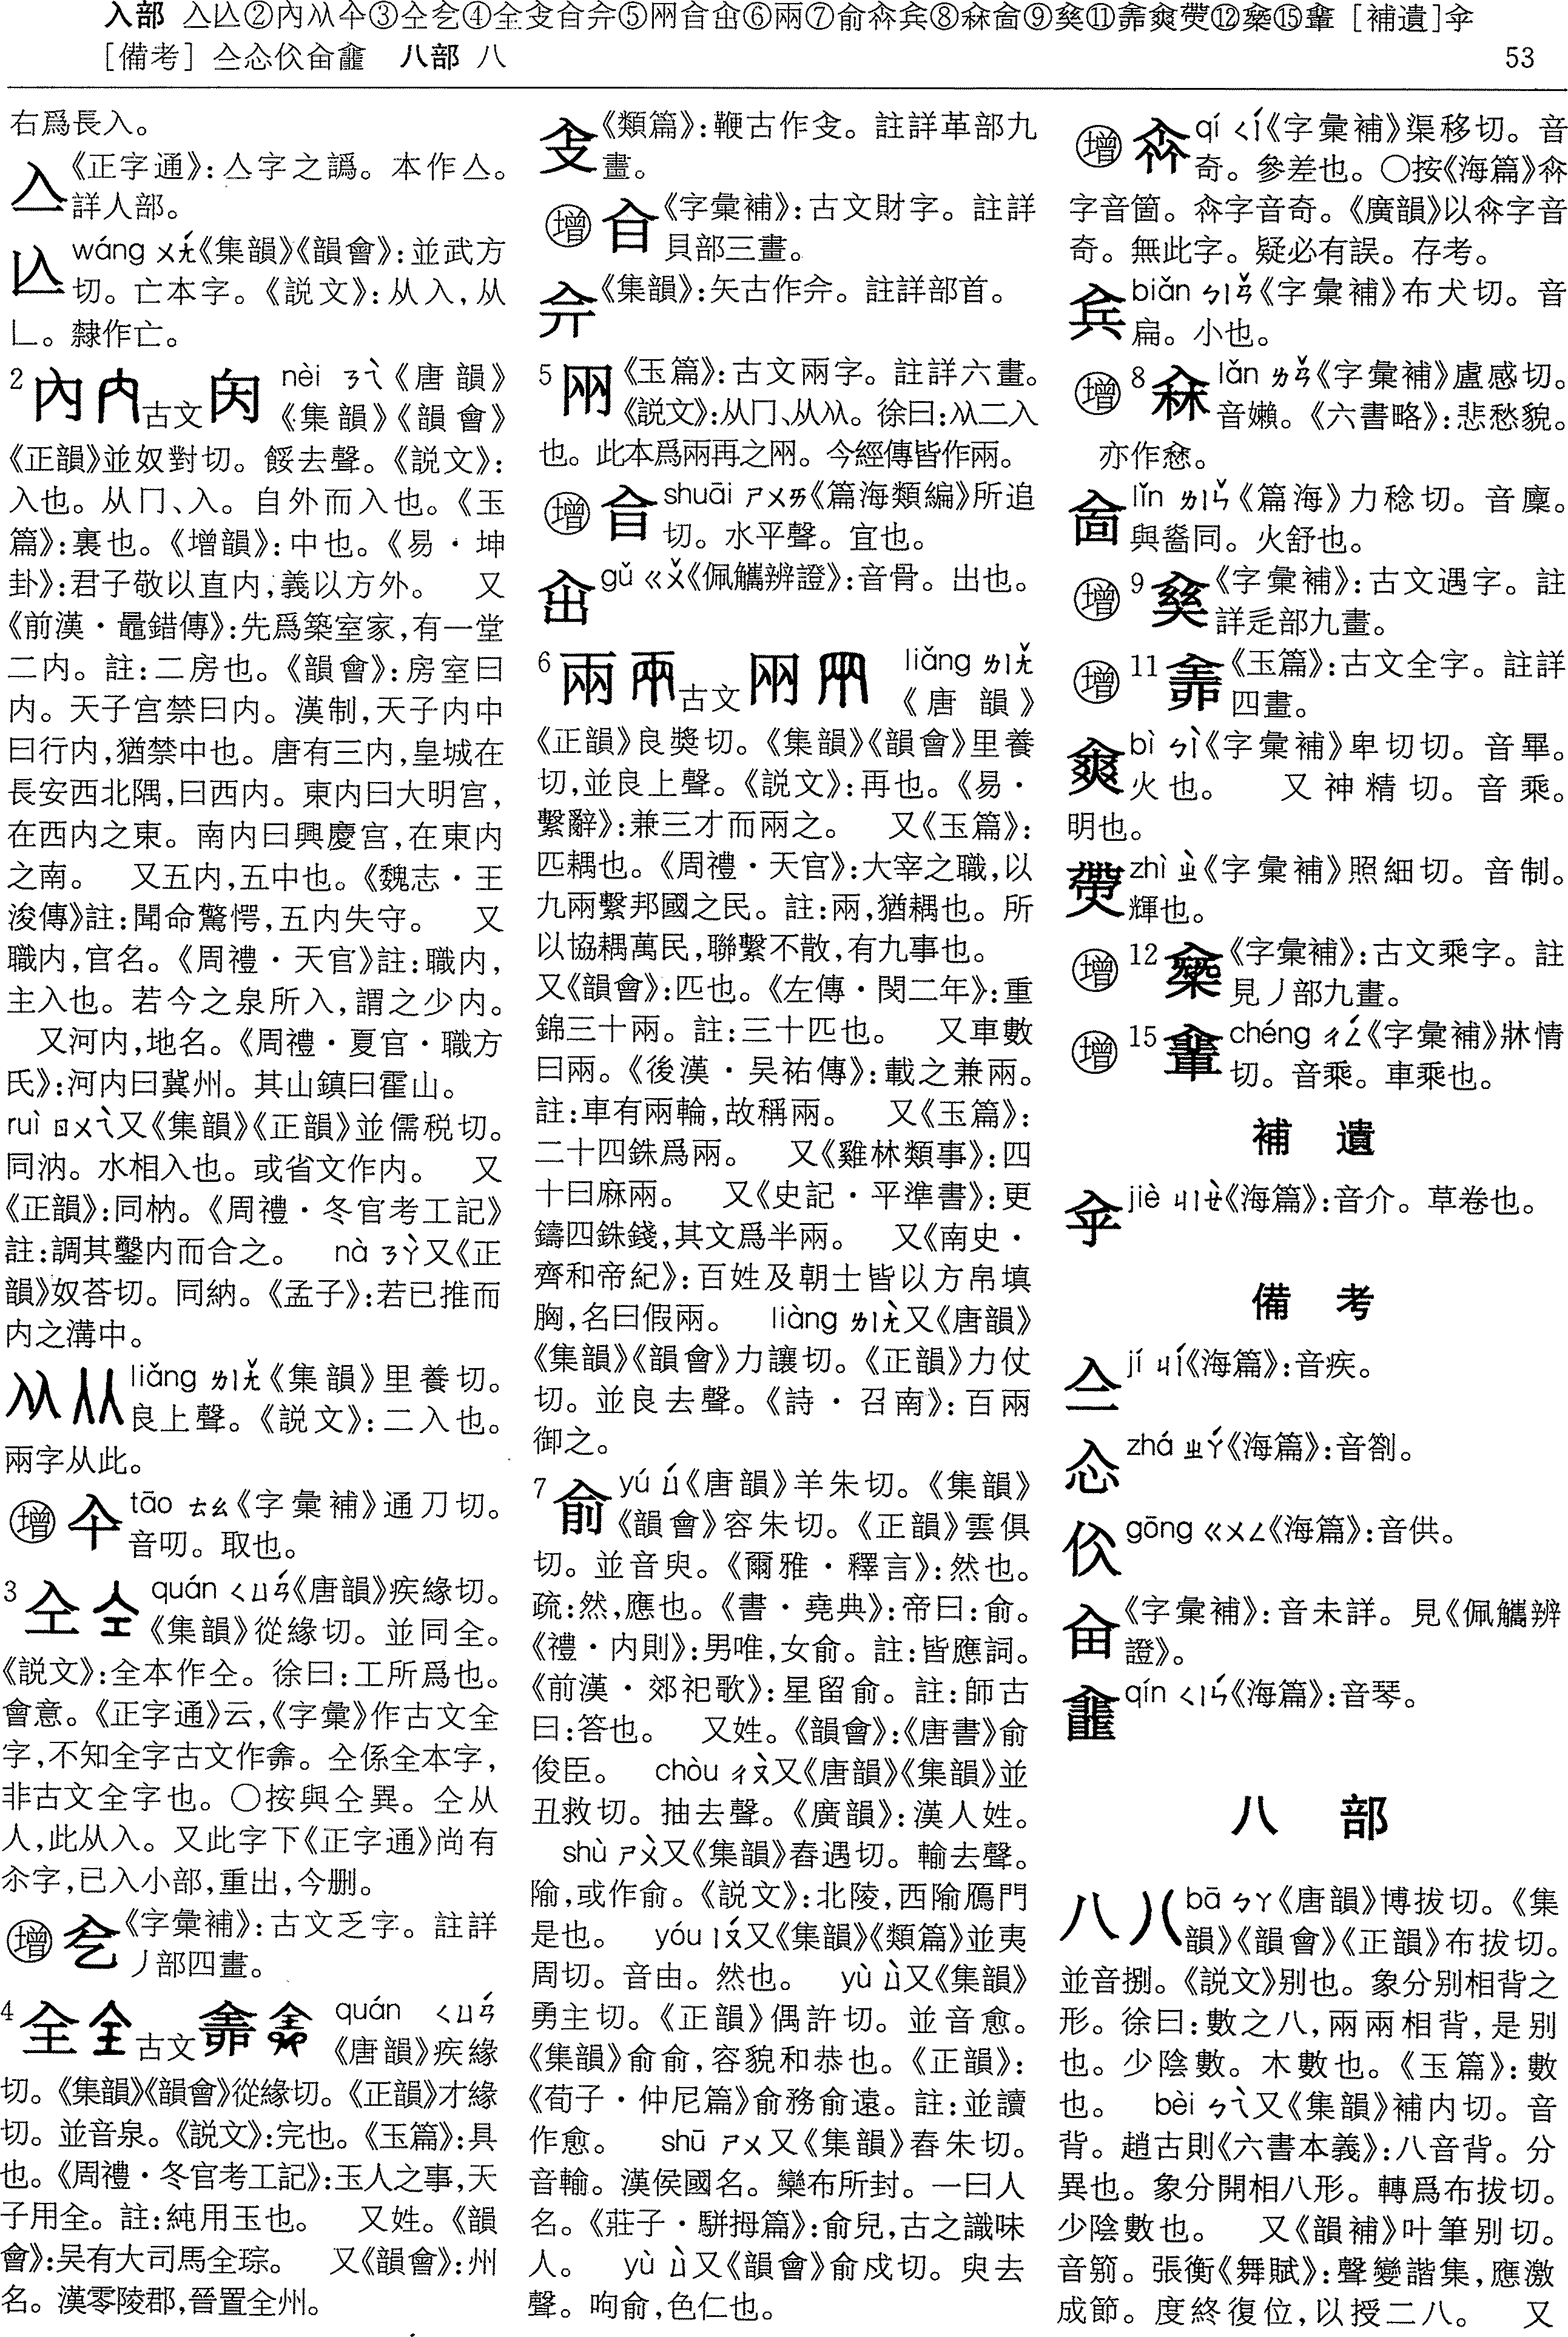 入部 亼亾②內从㐃③仝㐇④全㒰㒱㒲⑤㒳㒴㒵⑥兩⑦俞㒶兵⑧㒷㒸⑨⑪⑫⑮ [補遺]
[備考] 八部 八
53
右爲長入。
《正字通》:亼字之譌。本作亼。
詳人部。
亾 wáng ㄨㄤˊ《集韻》《韻會》:並武方
切。亡本字。《説文》:从入,从
乚。隸作亡。
2 內 古文 nèi ㄋㄟˋ《唐韻》
《集韻》《韻會》
《正韻》並奴對切。餒去聲。《説文》:
入也。从冂、入。自外而入也。《玉
篇》:裏也。《增韻》:中也。《易・坤
卦》:君子敬以直内,義以方外。 又
《前漢・鼂錯傳》:先爲築室家,有一堂
二内。註:二房也。《韻會》:房室曰
内。天子宫禁曰内。漢制,天子内中
曰行内,猶禁中也。唐有三内,皇城在
長安西北隅,曰西内。東内曰大明宫,
在西内之東。南内曰興慶宫,在東内
之南。 又五内,五中也。《魏志・王
浚傳》註:聞命驚愕,五内失守。 又
職内,官名。《周禮・天官》註:職内,
主入也。若今之泉所入,謂之少内。
又河内,地名。《周禮・夏官・職方
氏》:河内曰冀州。其山鎮曰霍山。
ruì ㄖㄨㄟˋ又《集韻》《正韻》並儒税切。
同汭。水相入也。或省文作内。 又
《正韻》:同枘。《周禮・冬官考工記》
註:調其鑿内而合之。 nà ㄋㄚˋ又《正
韻》奴荅切。同納。《孟子》:若已推而
内之溝中。
liǎng ㄌㄧㄤˇ《集韻》里養切。
良上聲。《説文》:二入也。
兩字从此。
增 tāo ㄊㄠ《字彙補》通刀切。
音叨。取也。
3 仝 quán ㄑㄩㄢˊ《唐韻》疾緣切。
《集韻》從緣切。並同全。
《説文》:全本作仝。徐曰:工所爲也。
會意。《正字通》云,《字彙》作古文全
字,不知全字古文作𠓴。仝係全本字,
非古文全字也。〇按與仝異。仝从
人,此从入。又此字下《正字通》尚有
尒字,已入小部,重出,今删。
增 《字彙補》:古文乏字。註詳
丿部四畫。
4 全 古文 𠓴 quán ㄑㄩㄢˊ
《唐韻》疾緣
切。《集韻》《韻會》從緣切。《正韻》才緣
切。並音泉。《説文》:完也。《玉篇》:具
也。《周禮・冬官考工記》:玉人之事,天
子用全。註:純用玉也。 又姓。《韻
會》:吴有大司馬全琮。 又《韻會》:州
名。漢零陵郡,晉置全州。
《類篇》:鞭古作𠓠。註詳革部九
畫。
增 《字彙補》:古文財字。註詳
貝部三畫。
《集韻》:矢古作。註詳部首。
5 㒳 《玉篇》:古文兩字。註詳六畫。
《説文》:从冂、从从。徐曰:从二入
也。此本爲兩再之㒳。今經傳皆作兩。
增 shuāi ㄕㄨㄞ《篇海類編》所追
切。水平聲。宜也。
gǔ ㄍㄨˇ《佩觿辨證》:音骨。出也。
6 兩 古文 㒳 liǎng ㄌㄧㄤˇ
《唐韻》
《正韻》良奬切。《集韻》《韻會》里養
切,並良上聲。《説文》:再也。《易・
繫辭》:兼三才而兩之。 又《玉篇》:
匹耦也。《周禮・天官》:大宰之職,以
九兩繫邦國之民。註:兩,猶耦也。所
以協耦萬民,聯繫不散,有九事也。
又《韻會》:匹也。《左傳・閔二年》:重
錦三十兩。註:三十匹也。 又車數
曰兩。《後漢・吴祐傳》:載之兼兩。
註:車有兩輪,故稱兩。 又《玉篇》:
二十四銖爲兩。 又《雞林類事》:四
十曰麻兩。 又《史記・平準書》:更
鑄四銖錢,其文爲半兩。 又《南史・
齊和帝紀》:百姓及朝士皆以方帛填
胸,名曰假兩。 liàng ㄌㄧㄤˋ又《唐韻》
《集韻》《韻會》力讓切。《正韻》力仗
切。並良去聲。《詩・召南》:百兩
御之。
7 俞 yú ㄩˊ《唐韻》羊朱切。《集韻》
《韻會》容朱切。《正韻》雲俱
切。並音臾。《爾雅・釋言》:然也。
疏:然,應也。《書・堯典》:帝曰:俞。
《禮・内則》:男唯,女俞。註:皆應詞。
《前漢・郊祀歌》:星留俞。註:師古
曰:答也。 又姓。《韻會》:《唐書》俞
俊臣。 chòu ㄔㄡˋ又《唐韻》《集韻》並
丑救切。抽去聲。《廣韻》:漢人姓。
shù ㄕㄨˋ又《集韻》舂遇切。輸去聲。
隃,或作俞。《説文》:北陵,西隃鴈門
是也。 yóu ㄧㄡˊ又《集韻》《類篇》並夷
周切。音由。然也。 yù ㄩˋ又《集韻》
勇主切。《正韻》偶許切。並音愈。
《集韻》俞俞,容貌和恭也。《正韻》:
《荀子・仲尼篇》俞務俞遠。註:並讀
作愈。 shū ㄕㄨ又《集韻》舂朱切。
音輸。漢侯國名。欒布所封。一曰人
名。《莊子・駢拇篇》:俞兒,古之識味
人。 yù ㄩˋ又《韻會》俞戍切。臾去
聲。呴俞,色仁也。
增 qí ㄑㄧˊ《字彙補》渠移切。音
奇。參差也。〇按《海篇》
字音箇。字音奇。《廣韻》以字音
奇。無此字。疑必有誤。存考。
biǎn ㄅㄧㄢˇ《字彙補》布犬切。音
扁。小也。
增 8 lǎn ㄌㄢˇ《字彙補》盧感切。
音嬾。《六書略》:悲愁貌。
亦作惏。
lǐn ㄌㄧㄣˇ《篇海》力稔切。音廩。
與㐭同。火舒也。
增 9 《字彙補》:古文遇字。註
詳辵部九畫。
增 11 𠓴 《玉篇》:古文全字。註詳
四畫。
bì ㄅㄧˋ《字彙補》卑切切。音畢。
火也。 又神精切。音乘。
明也。
zhì ㄓˋ《字彙補》照細切。音制。
輝也。
增 12 《字彙補》:古文乘字。註
見丿部九畫。
增 15 chéng ㄔㄥˊ《字彙補》牀情
切。音乘。車乘也。
補遺
jiè ㄐㄧㄝˋ《海篇》:音介。草卷也。
備考
jí ㄐㄧˊ《海篇》:音疾。
zhá ㄓㄚˊ《海篇》:音劄。
gōng ㄍㄨㄥ《海篇》:音供。
《字彙補》:音未詳。見《佩觿辨
證》。
qín ㄑㄧㄣˊ《海篇》:音琴。
八部
八 bā ㄅㄚ《唐韻》博拔切。《集
韻》《韻會》《正韻》布拔切。
並音捌。《説文》别也。象分别相背之
形。徐曰:數之八,兩兩相背,是别
也。少陰數。木數也。《玉篇》:數
也。 bèi ㄅㄟˋ又《集韻》補内切。音
背。趙古則《六書本義》:八音背。分
異也。象分開相八形。轉爲布拔切。
少陰數也。 又《韻補》叶筆别切。
音䇷。張衡《舞賦》:聲變諧集,應激
成節。度終復位,以授二八。 又